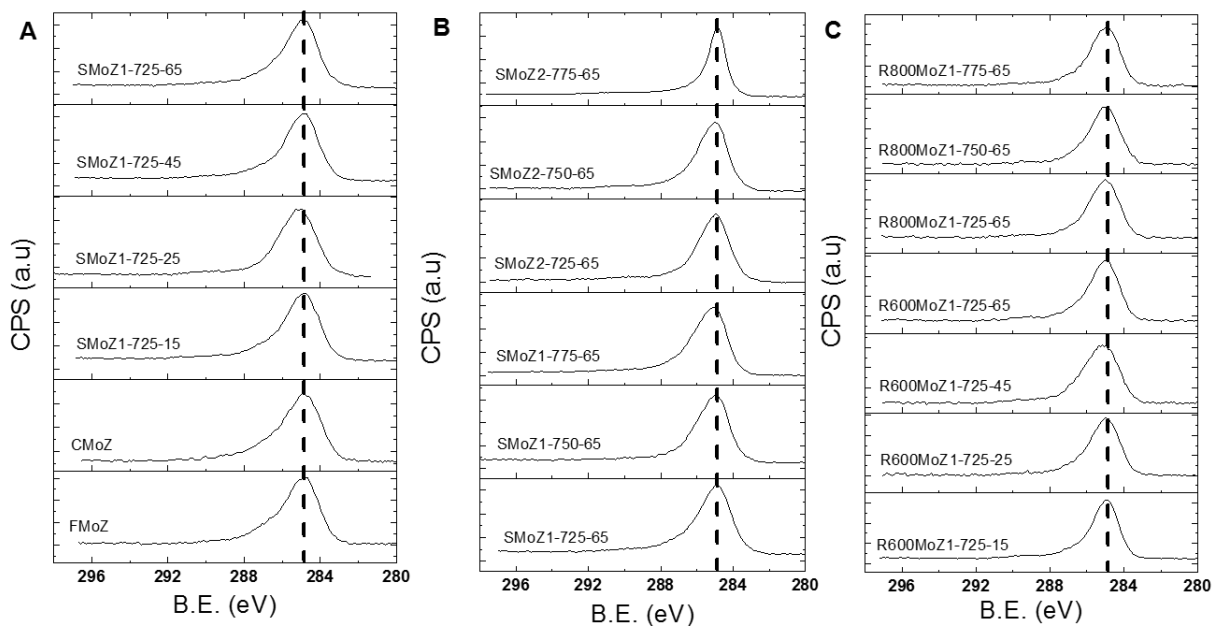 A
SMoZ1-725-65
SMoZ1-725-45
SMoZ1-725-25
SMoZ1-725-15
CMoZ
FMoZ
CPS (a.u)
296 292 288 284 280
B.E. (eV)
B
SMoZ2-775-65
SMoZ2-750-65
SMoZ2-725-65
SMoZ1-775-65
SMoZ1-750-65
SMoZ1-725-65
CPS (a.u)
296 292 288 284 280
B.E. (eV)
C
R800MoZ1-775-65
R800MoZ1-750-65
R800MoZ1-725-65
R600MoZ1-725-65
R600MoZ1-725-45
R600MoZ1-725-25
R600MoZ1-725-15
CPS (a.u)
296 292 288 284 280
B.E. (eV)